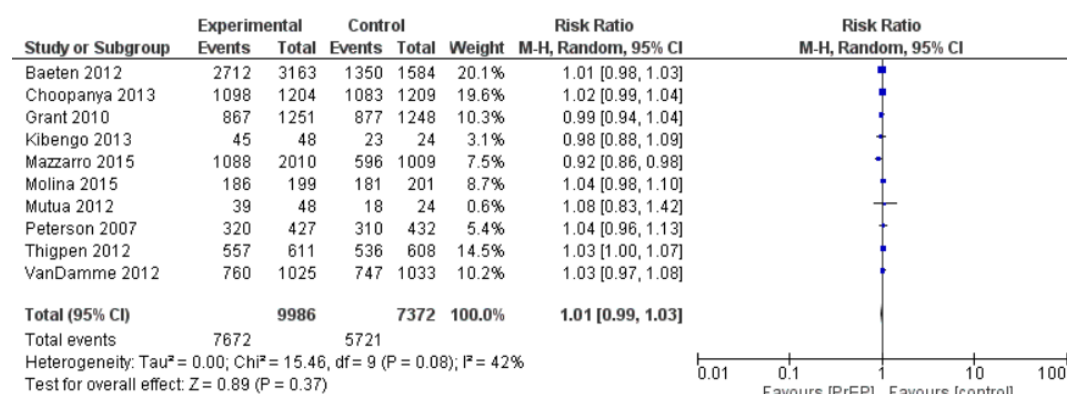 Experimental Control Risk Ratio Risk Ratio
Study or Subgroup Events Total Events Total Weight M-H, Random, 95% CI M-H, Random, 95% CI
Baeten 2012 2712 3163 1350 1584 20.1% 1.01 [0.98, 1.03]
Choopanya 2013 1098 1204 1083 1209 19.6% 1.02 [0.99, 1.04]
Grant 2010 867 1251 877 1248 10.3% 0.99 [0.94, 1.04]
Kibengo 2013 45 48 23 24 3.1% 0.98 [0.88, 1.09]
Mazzarro 2015 1088 2010 596 1009 7.5% 0.92 [0.86, 0.98]
Molina 2015 186 199 181 201 8.7% 1.04 [0.98, 1.10]
Mutua 2012 39 48 18 24 0.6% 1.08 [0.83, 1.42]
Peterson 2007 320 427 310 432 5.4% 1.04 [0.96, 1.13]
Thigpen 2012 557 611 536 608 14.5% 1.03 [1.00, 1.07]
VanDamme 2012 760 1025 747 1033 10.2% 1.03 [0.97, 1.08]
Total (95% CI) 9986 7372 100.0% 1.01 [0.99, 1.03]
Total events 7672 5721
Heterogeneity: Tau² = 0.00; Chi² = 15.46, df = 9 (P = 0.08); I² = 42%
Test for overall effect: Z = 0.89 (P = 0.37)
0.01 0.1 1 10 100
Favours [PrEP] Favours [control]